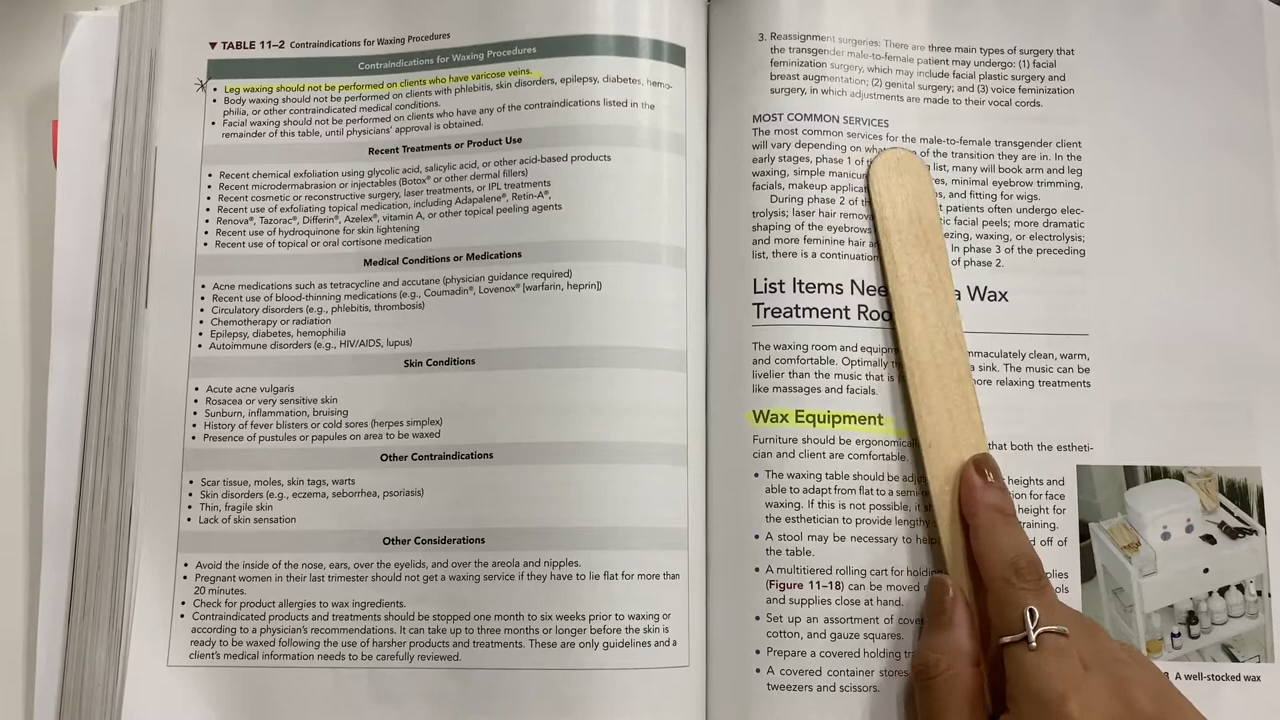 ▼ TABLE 11–2 Contraindications for Waxing Procedures
Contraindications for Waxing Procedures
• Leg waxing should not be performed on clients who have varicose veins.
• Body waxing should not be performed on clients with phlebitis, skin disorders, epilepsy, diabetes, hemo-
philia, or other contraindicated medical conditions.
• Facial waxing should not be performed on clients who have any of the contraindications listed in the
remainder of this table, until physicians' approval is obtained.
Recent Treatments or Product Use
• Recent chemical exfoliation using glycolic acid, salicylic acid, or other acid-based products
• Recent microdermabrasion or injectables (Botox® or other dermal fillers)
• Recent cosmetic or reconstructive surgery, laser treatments, or IPL treatments
• Recent use of exfoliating topical medication, including Adapalene®, Retin-A®,
• Renova®, Tazorac®, Differin®, Azelex®, vitamin A, or other topical peeling agents
• Recent use of hydroquinone for skin lightening
• Recent use of topical or oral cortisone medication
Medical Conditions or Medications
• Acne medications such as tetracycline and accutane (physician guidance required)
• Recent use of blood-thinning medications (e.g., Coumadin®, Lovenox® [warfarin, heprin])
• Circulatory disorders (e.g., phlebitis, thrombosis)
• Chemotherapy or radiation
• Epilepsy, diabetes, hemophilia
• Autoimmune disorders (e.g., HIV/AIDS, lupus)
Skin Conditions
• Acute acne vulgaris
• Rosacea or very sensitive skin
• Sunburn, inflammation, bruising
• History of fever blisters or cold sores (herpes simplex)
• Presence of pustules or papules on area to be waxed
Other Contraindications
• Scar tissue, moles, skin tags, warts
• Skin disorders (e.g., eczema, seborrhea, psoriasis)
• Thin, fragile skin
• Lack of skin sensation
Other Considerations
• Avoid the inside of the nose, ears, over the eyelids, and over the areola and nipples.
• Pregnant women in their last trimester should not get a waxing service if they have to lie flat for more than
20 minutes.
• Check for product allergies to wax ingredients.
• Contraindicated products and treatments should be stopped one month to six weeks prior to waxing or
according to a physician's recommendations. It can take up to three months or longer before the skin is
ready to be waxed following the use of harsher products and treatments. These are only guidelines and a
client's medical information needs to be carefully reviewed.
3. Reassignment surgeries: There are three main types of surgery that
the transgender male-to-female patient may undergo: (1) facial
feminization surgery, which may include facial plastic surgery and
breast augmentation; (2) genital surgery; and (3) voice feminization
surgery, in which adjustments are made to their vocal cords.
MOST COMMON SERVICES
The most common services for the male-to-female transgender client
will vary depending on of the transition they are in. In the
early stages, phase 1 of list, many will book arm and leg
waxing, simple minimal eyebrow trimming,
facials, makeup and fitting for wigs.
During phase 2 of patients often undergo elec-
trolysis; laser hair facial peels; more dramatic
shaping of the eyebrows waxing, or electrolysis;
and more feminine hair In phase 3 of the preceding
list, there is a continuation of phase 2.
List Items a Wax
Treatment
The waxing room and immaculately clean, warm,
and comfortable. Optimally a sink. The music can be
livelier than the music that is more relaxing treatments
like massages and facials.
Wax Equipment
Furniture should be that both the estheti-
cian and client are comfortable.
• The waxing table should be heights and
able to adapt from flat to a for face
waxing. If this is not possible, it height for
the esthetician to provide lengthy
• A stool may be necessary to off of
the table.
• A multitiered rolling cart for
(Figure 11–18) can be moved
and supplies close at hand.
• Set up an assortment of
cotton, and gauze squares.
• Prepare a covered holding
• A covered container stores
tweezers and scissors.
A well-stocked wax